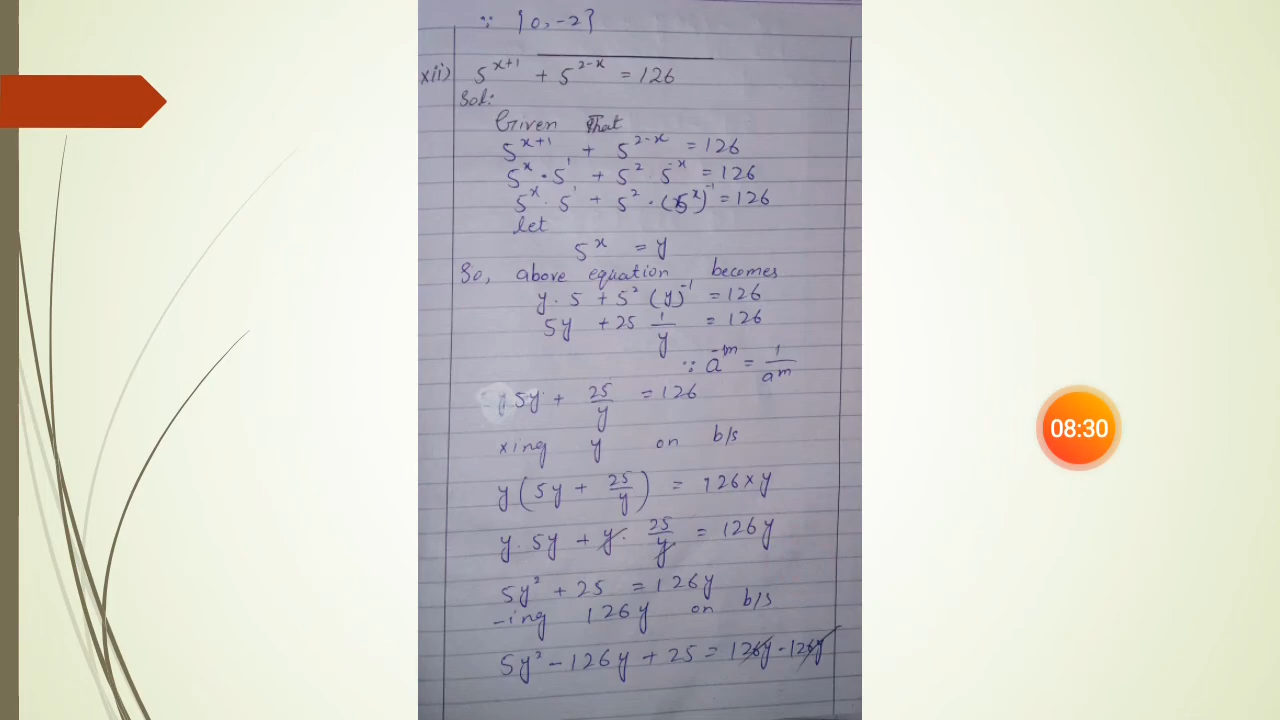 ∵ {0, -2}
xii) 5^{x+1} + 5^{2-x} = 126
Sol:
Given That
5^{x+1} + 5^{2-x} = 126
5^x · 5^1 + 5^2 · 5^{-x} = 126
5^x · 5^1 + 5^2 · (5^x)^{-1} = 126
let
5^x = y
So, above equation becomes
y · 5 + 5^2 (y)^{-1} = 126
5y + 25 1/y = 126
∵ a^{-m} = 1/a^m
5y + 25/y = 126
xing y on b/s
y(5y + 25/y) = 126 × y
y · 5y + y · 25/y = 126y
5y^2 + 25 = 126y
-ing 126y on b/s
5y^2 - 126y + 25 = 126y - 126y
08:30